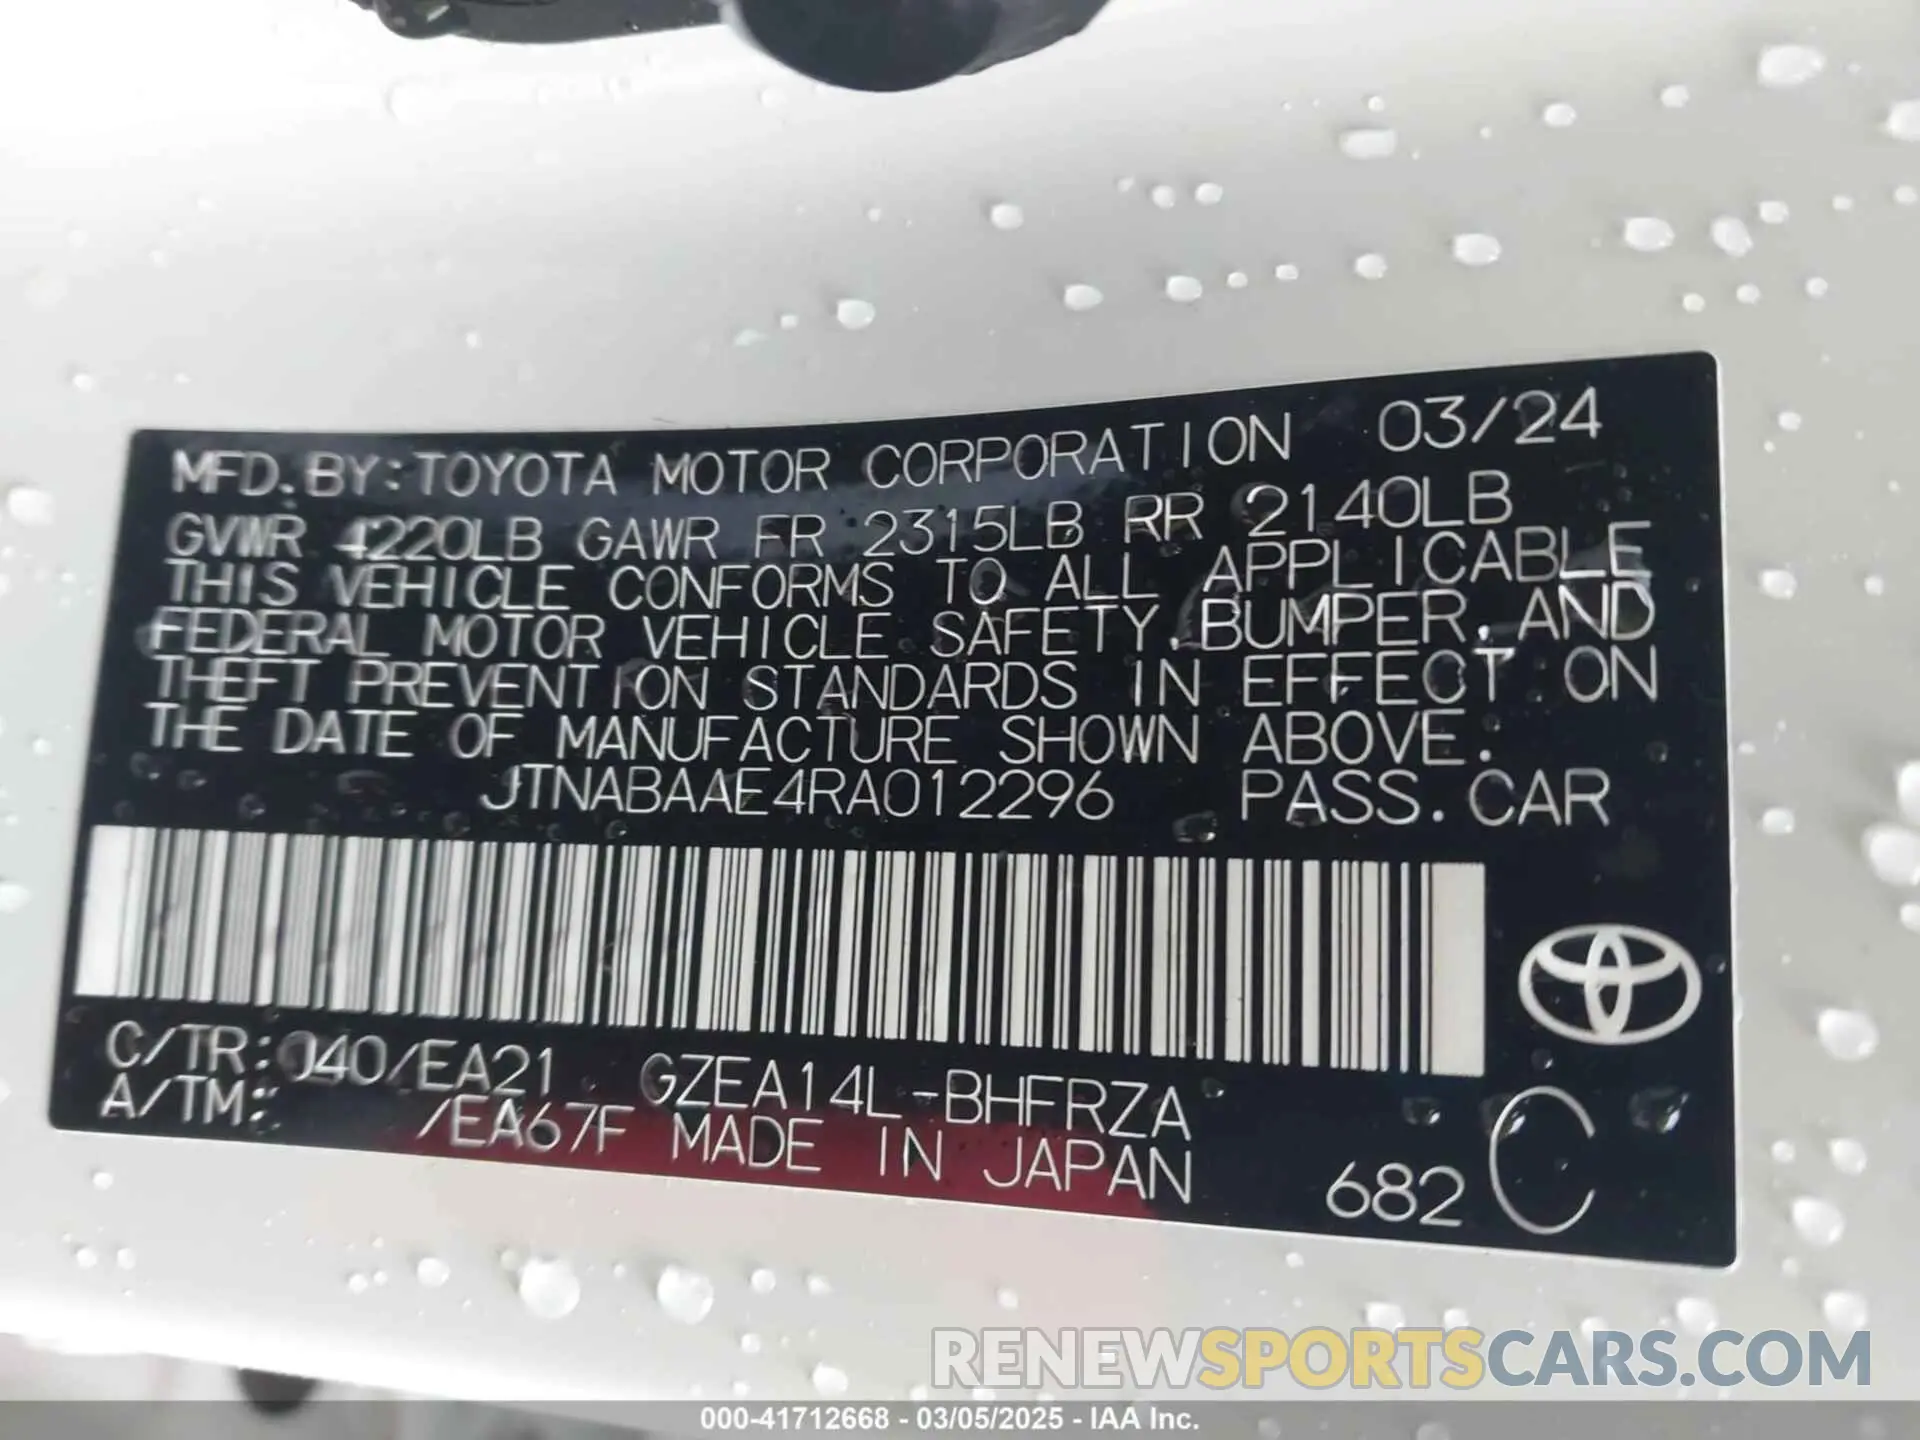 MFD. BY: TOYOTA MOTOR CORPORATION 03/24
GVWR 4220LB GAWR FR 2315LB RR 2140LB
THIS VEHICLE CONFORMS TO ALL APPLICABLE
FEDERAL MOTOR VEHICLE SAFETY, BUMPER, AND
THEFT PREVENTION STANDARDS IN EFFECT ON
THE DATE OF MANUFACTURE SHOWN ABOVE.
JTNABAAE4RA012296 PASS. CAR
C/TR: 040/EA21 GZEA14L-BHFRZA
A/TM: /EA67F MADE IN JAPAN
682 C
RENEWSPORTSCARS.COM
000-41712668 - 03/05/2025 - IAA Inc.